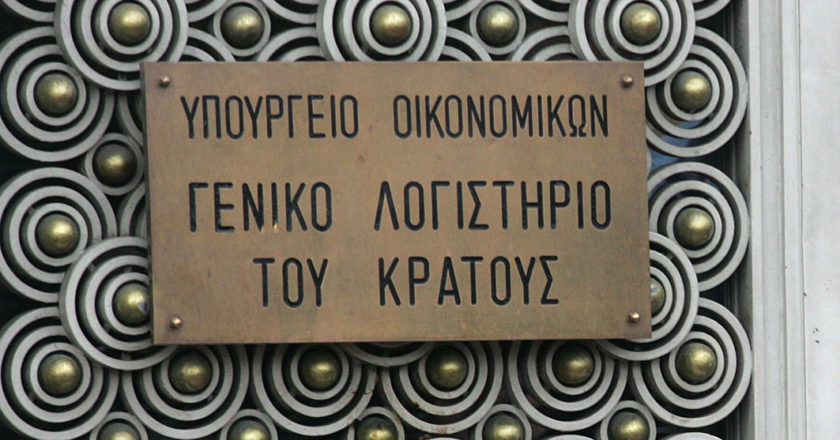 ΥΠΟΥΡΓΕΙΟ ΟΙΚΟΝΟΜΙΚΩΝ
ΓΕΝΙΚΟ ΛΟΓΙΣΤΗΡΙΟ
ΤΟΥ ΚΡΑΤΟΥΣ